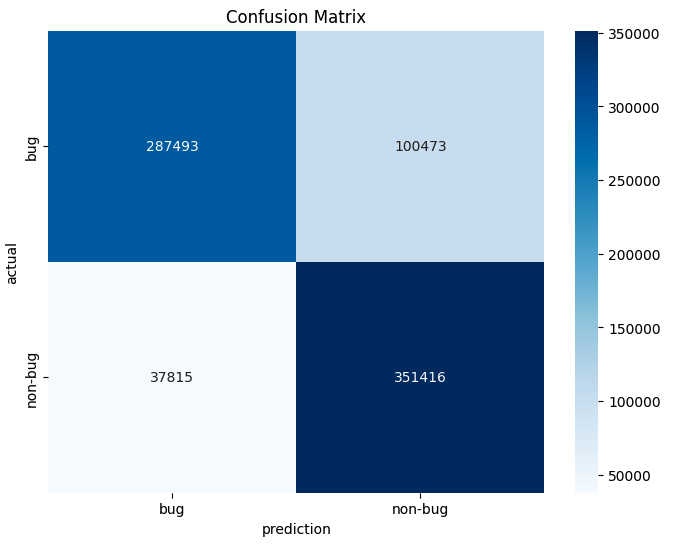 Confusion Matrix
bug
287493
100473
actual
non-bug
37815
351416
bug
non-bug
prediction
350000
300000
250000
200000
150000
100000
50000